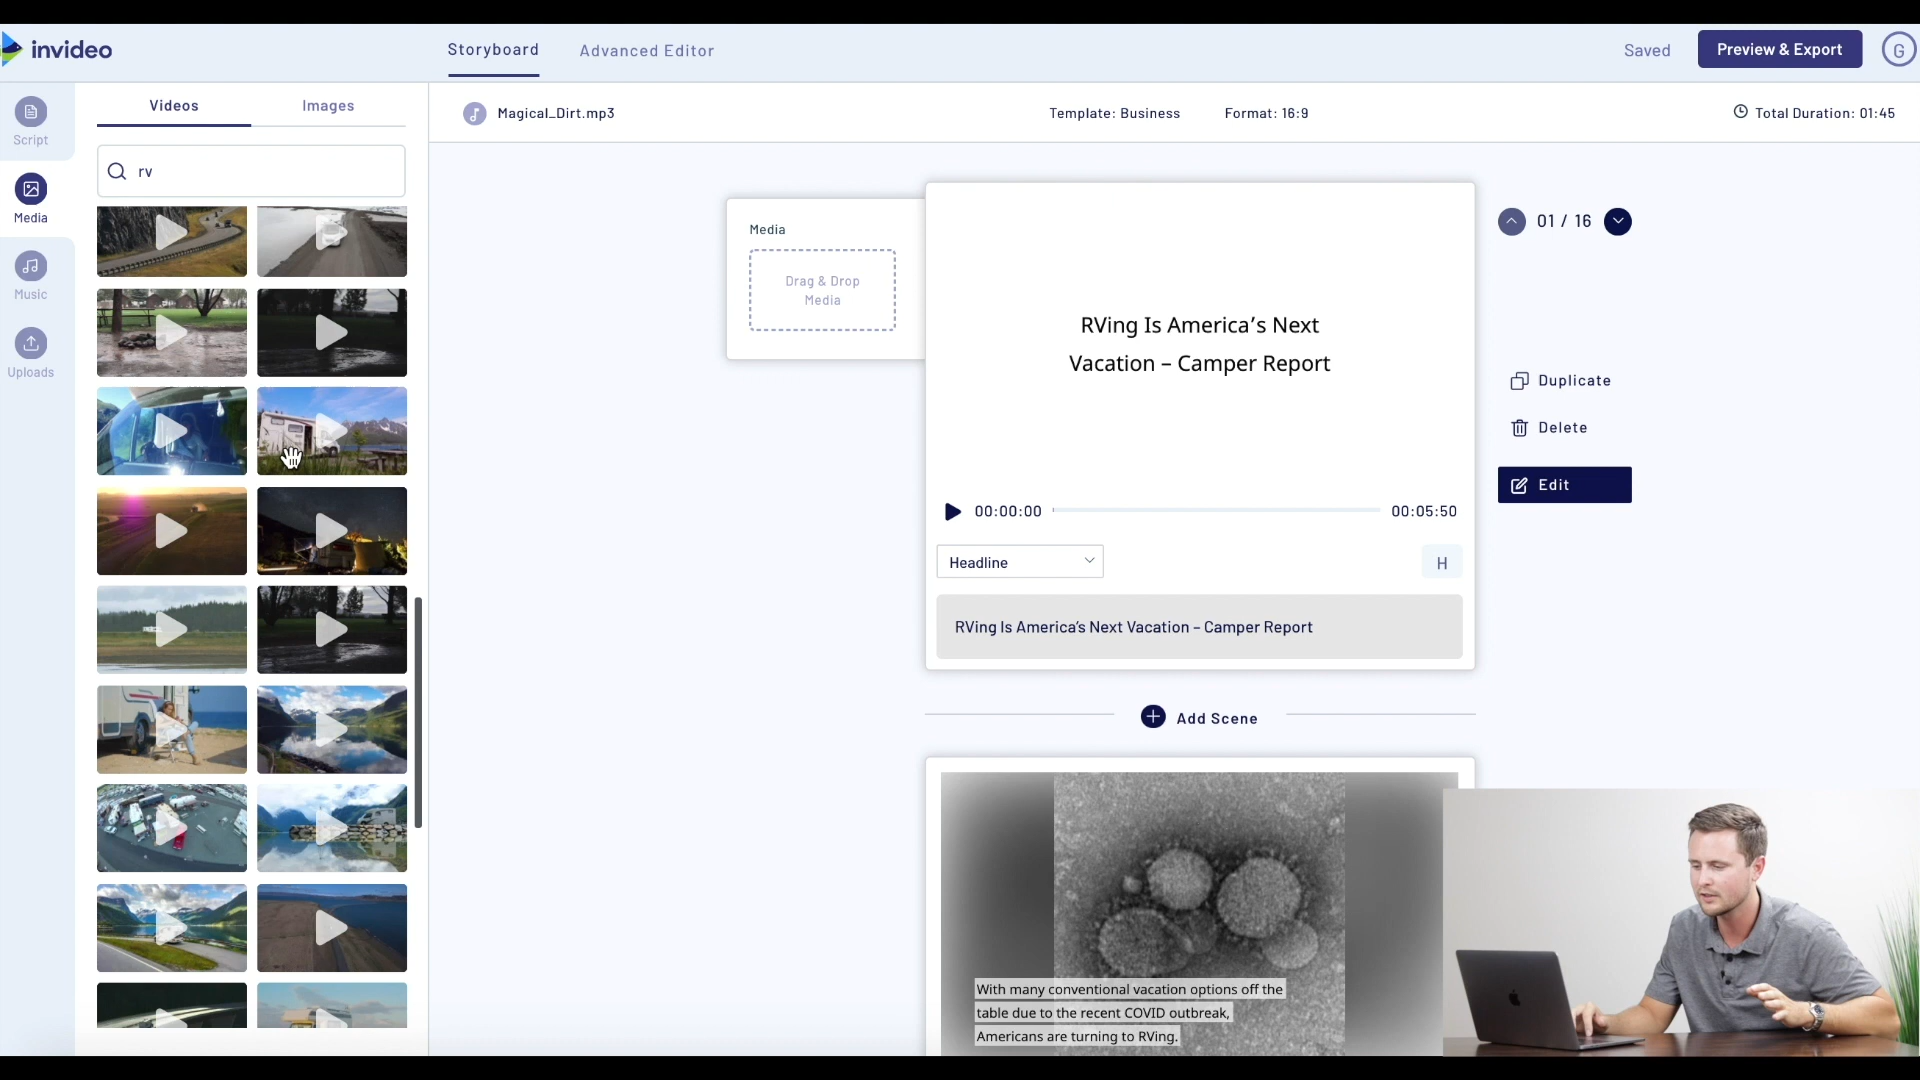 invideo
Storyboard
Advanced Editor
Saved
Preview & Export
G
Script
Media
Music
Uploads
Videos
Images
rv
Magical_Dirt.mp3
Template: Business
Format: 16:9
Total Duration: 01:45
Media
Drag & Drop
Media
RVing Is America's Next
Vacation – Camper Report
01 / 16
Duplicate
Delete
Edit
00:00:00
00:05:50
Headline
H
RVing Is America's Next Vacation – Camper Report
Add Scene
With many conventional vacation options off the
table due to the recent COVID outbreak,
Americans are turning to RVing.